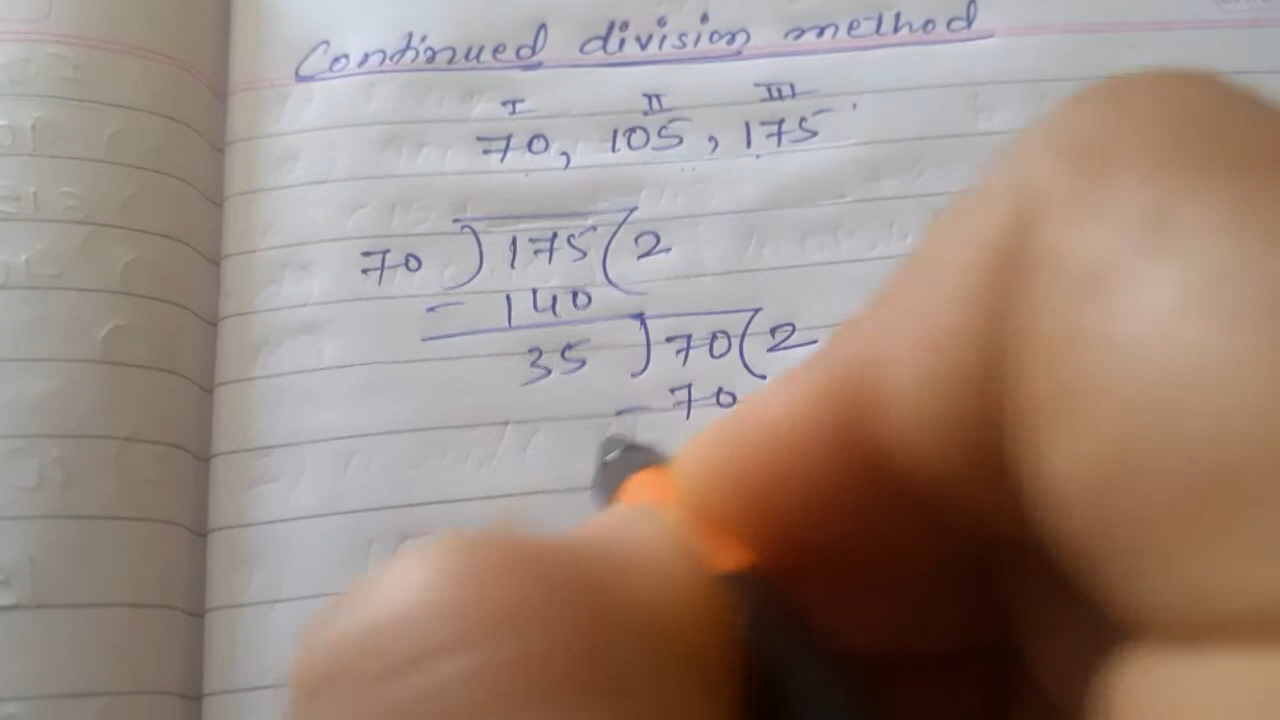 Continued division method
I II III
70, 105, 175
70 ) 175 ( 2
- 140
35 ) 70 ( 2
- 70